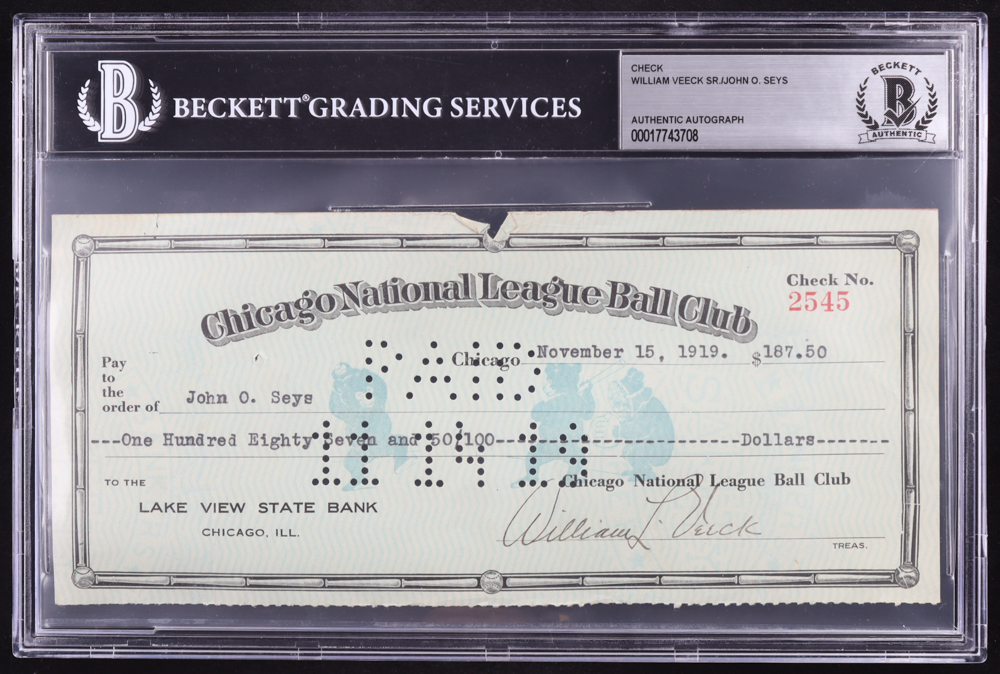 B
BECKETT® GRADING SERVICES
CHECK
WILLIAM VEECK SR./JOHN O. SEYS
AUTHENTIC AUTOGRAPH
00017743708
BECKETT
B
AUTHENTIC
Chicago National League Ball Club
Check No.
2545
Chicago November 15, 1919. $187.50
PAID
Pay
to
the
order of John O. Seys
---One Hundred Eighty Seven and 50/100---------------------------Dollars-------
11 14 19
TO THE
LAKE VIEW STATE BANK
CHICAGO, ILL.
Chicago National League Ball Club
William L. Veeck
TREAS.